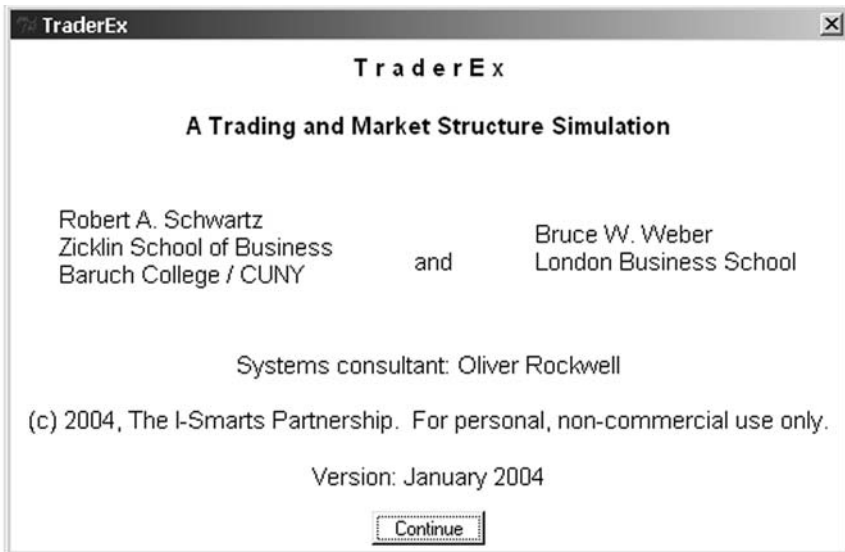 TraderEx
T r a d e r E x
A Trading and Market Structure Simulation
Robert A. Schwartz
Zicklin School of Business
Baruch College / CUNY
and
Bruce W. Weber
London Business School
Systems consultant: Oliver Rockwell
(c) 2004, The I-Smarts Partnership.  For personal, non-commercial use only.
Version: January 2004
Continue